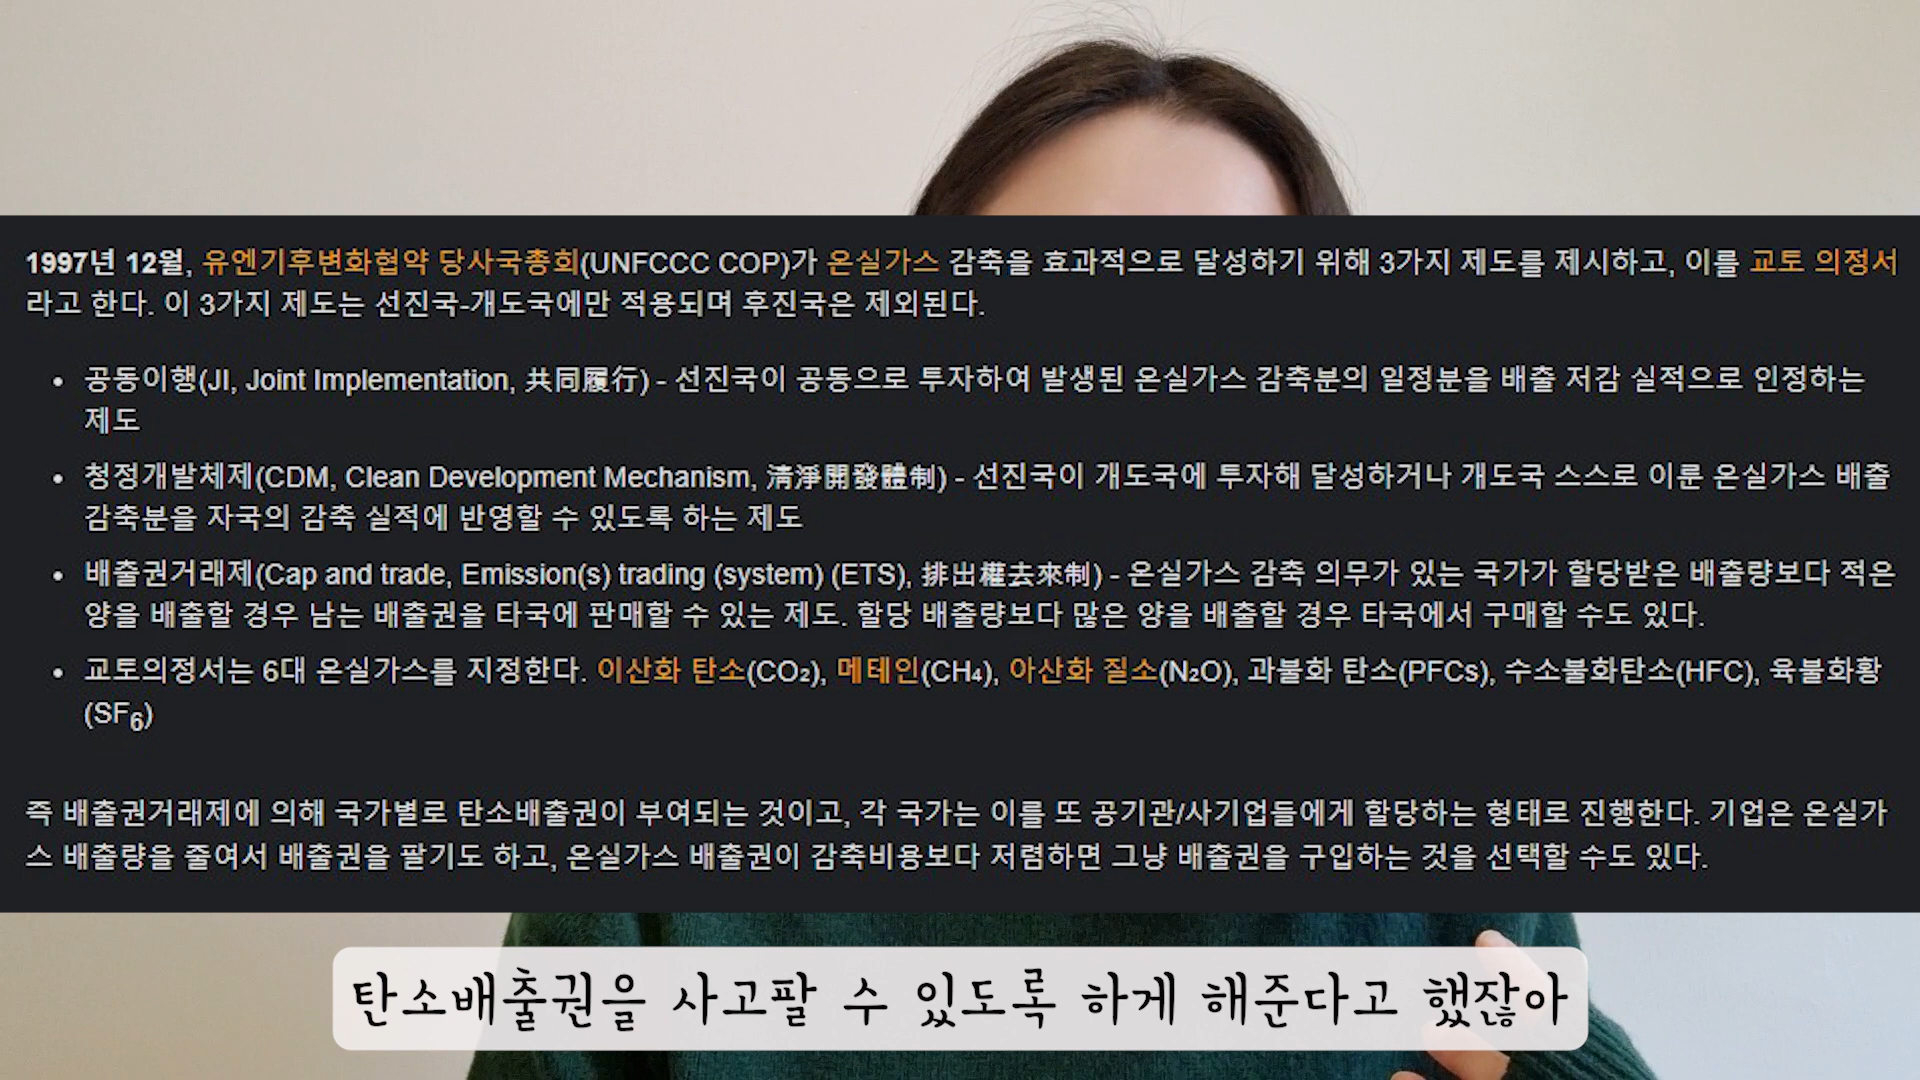 1997년 12월, 유엔기후변화협약 당사국총회(UNFCCC COP)가 온실가스 감축을 효과적으로 달성하기 위해 3가지 제도를 제시하고, 이를 교토 의정서
라고 한다. 이 3가지 제도는 선진국-개도국에만 적용되며 후진국은 제외된다.
• 공동이행(JI, Joint Implementation, 共同履行) - 선진국이 공동으로 투자하여 발생된 온실가스 감축분의 일정분을 배출 저감 실적으로 인정하는
제도
• 청정개발체제(CDM, Clean Development Mechanism, 清淨開發體制) - 선진국이 개도국에 투자해 달성하거나 개도국 스스로 이룬 온실가스 배출
감축분을 자국의 감축 실적에 반영할 수 있도록 하는 제도
• 배출권거래제(Cap and trade, Emission(s) trading (system) (ETS), 排出權去來制) - 온실가스 감축 의무가 있는 국가가 할당받은 배출량보다 적은
양을 배출할 경우 남는 배출권을 타국에 판매할 수 있는 제도. 할당 배출량보다 많은 양을 배출할 경우 타국에서 구매할 수도 있다.
• 교토의정서는 6대 온실가스를 지정한다. 이산화 탄소(CO₂), 메테인(CH₄), 아산화 질소(N₂O), 과불화 탄소(PFCs), 수소불화탄소(HFC), 육불화황
(SF₆)
즉 배출권거래제에 의해 국가별로 탄소배출권이 부여되는 것이고, 각 국가는 이를 또 공기관/사기업들에게 할당하는 형태로 진행한다. 기업은 온실가
스 배출량을 줄여서 배출권을 팔기도 하고, 온실가스 배출권이 감축비용보다 저렴하면 그냥 배출권을 구입하는 것을 선택할 수도 있다.
탄소배출권을 사고팔 수 있도록 하게 해준다고 했잖아